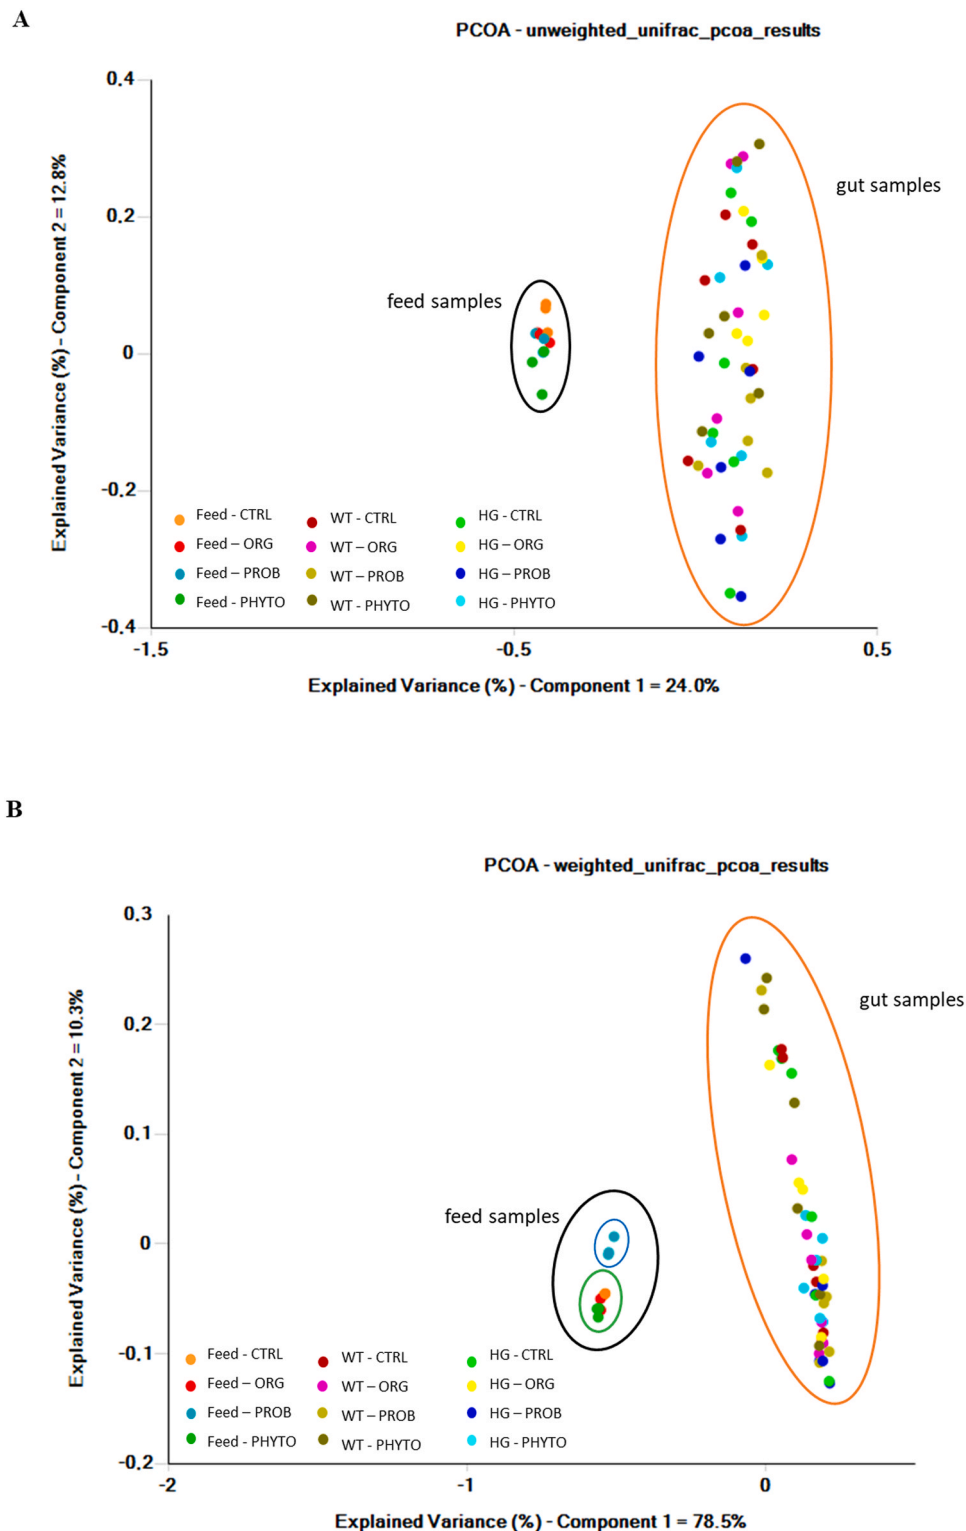 A
PCOA - unweighted_unifrac_pcoa_results
0.4
0.2
0
-0.2
-0.4
Explained Variance (%) - Component 2 = 12.8%
gut samples
feed samples
Feed - CTRL
WT - CTRL
HG - CTRL
Feed – ORG
WT – ORG
HG – ORG
Feed – PROB
WT – PROB
HG – PROB
Feed - PHYTO
WT - PHYTO
HG - PHYTO
-1.5
-0.5
0.5
Explained Variance (%) - Component 1 = 24.0%
B
PCOA - weighted_unifrac_pcoa_results
0.3
0.2
0.1
0
-0.1
-0.2
Explained Variance (%) - Component 2 = 10.3%
gut samples
feed samples
Feed - CTRL
WT - CTRL
HG - CTRL
Feed – ORG
WT – ORG
HG – ORG
Feed – PROB
WT – PROB
HG – PROB
Feed - PHYTO
WT - PHYTO
HG - PHYTO
-2
-1
0
Explained Variance (%) - Component 1 = 78.5%